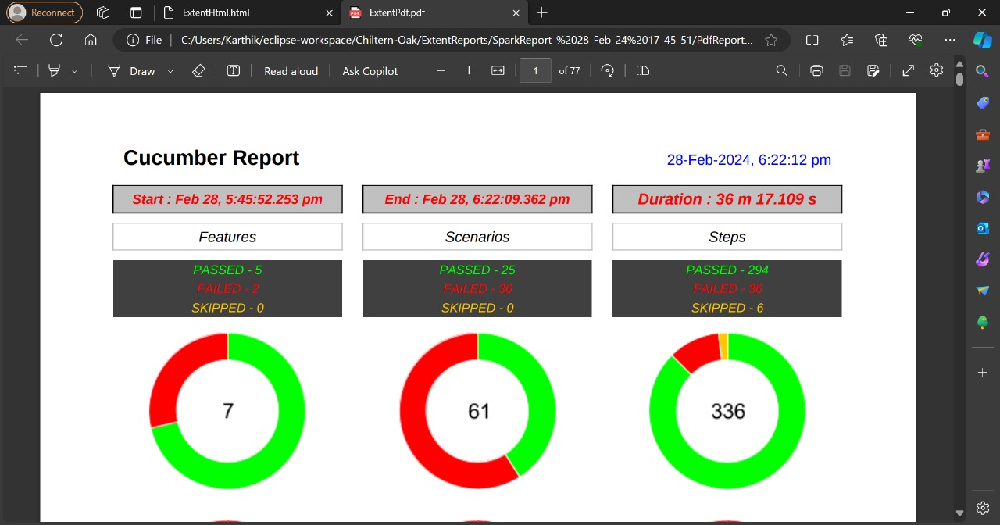 Reconnect
ExtentHtml.html
ExtentPdf.pdf
File
C:/Users/Karthik/eclipse-workspace/Chiltern-Oak/ExtentReports/SparkReport_%2028_Feb_24%2017_45_51/PdfReport...
Draw
Read aloud
Ask Copilot
1
of 77
Cucumber Report
28-Feb-2024, 6:22:12 pm
Start : Feb 28, 5:45:52.253 pm
End : Feb 28, 6:22:09.362 pm
Duration : 36 m 17.109 s
Features
Scenarios
Steps
PASSED - 5
FAILED - 2
SKIPPED - 0
PASSED - 25
FAILED - 36
SKIPPED - 0
PASSED - 294
FAILED - 36
SKIPPED - 6
7
61
336